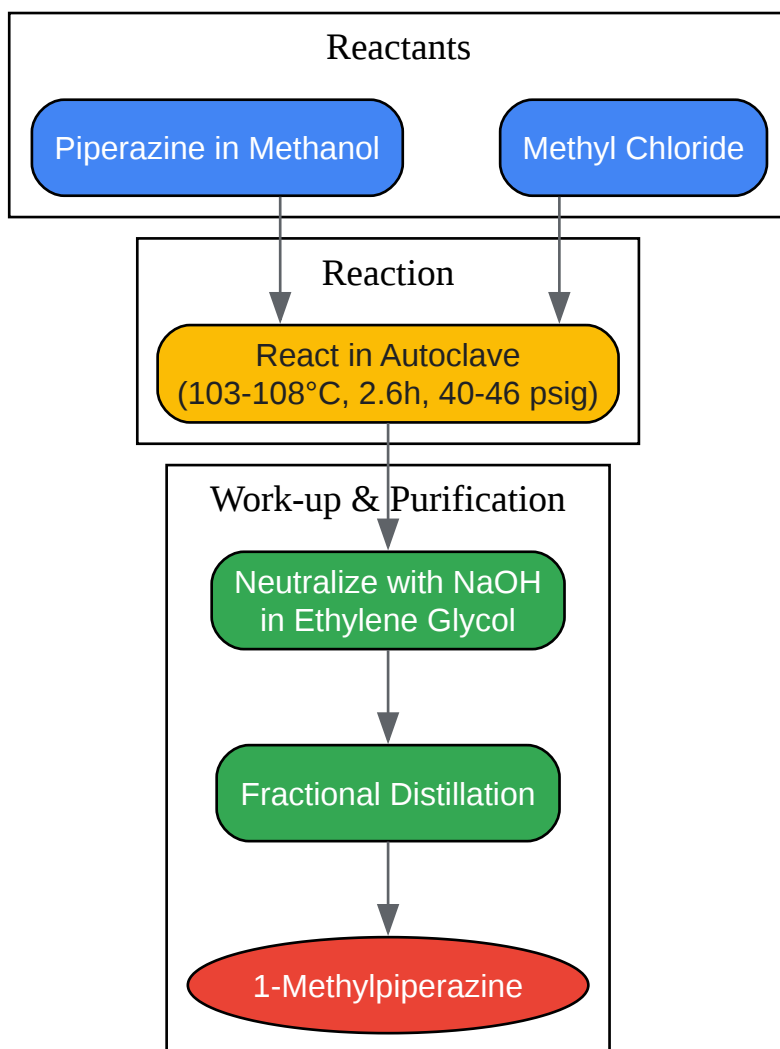 Reactants
Piperazine in Methanol
Methyl Chloride
Reaction
React in Autoclave
(103-108°C, 2.6h, 40-46 psig)
Work-up & Purification
Neutralize with NaOH
in Ethylene Glycol
Fractional Distillation
1-Methylpiperazine